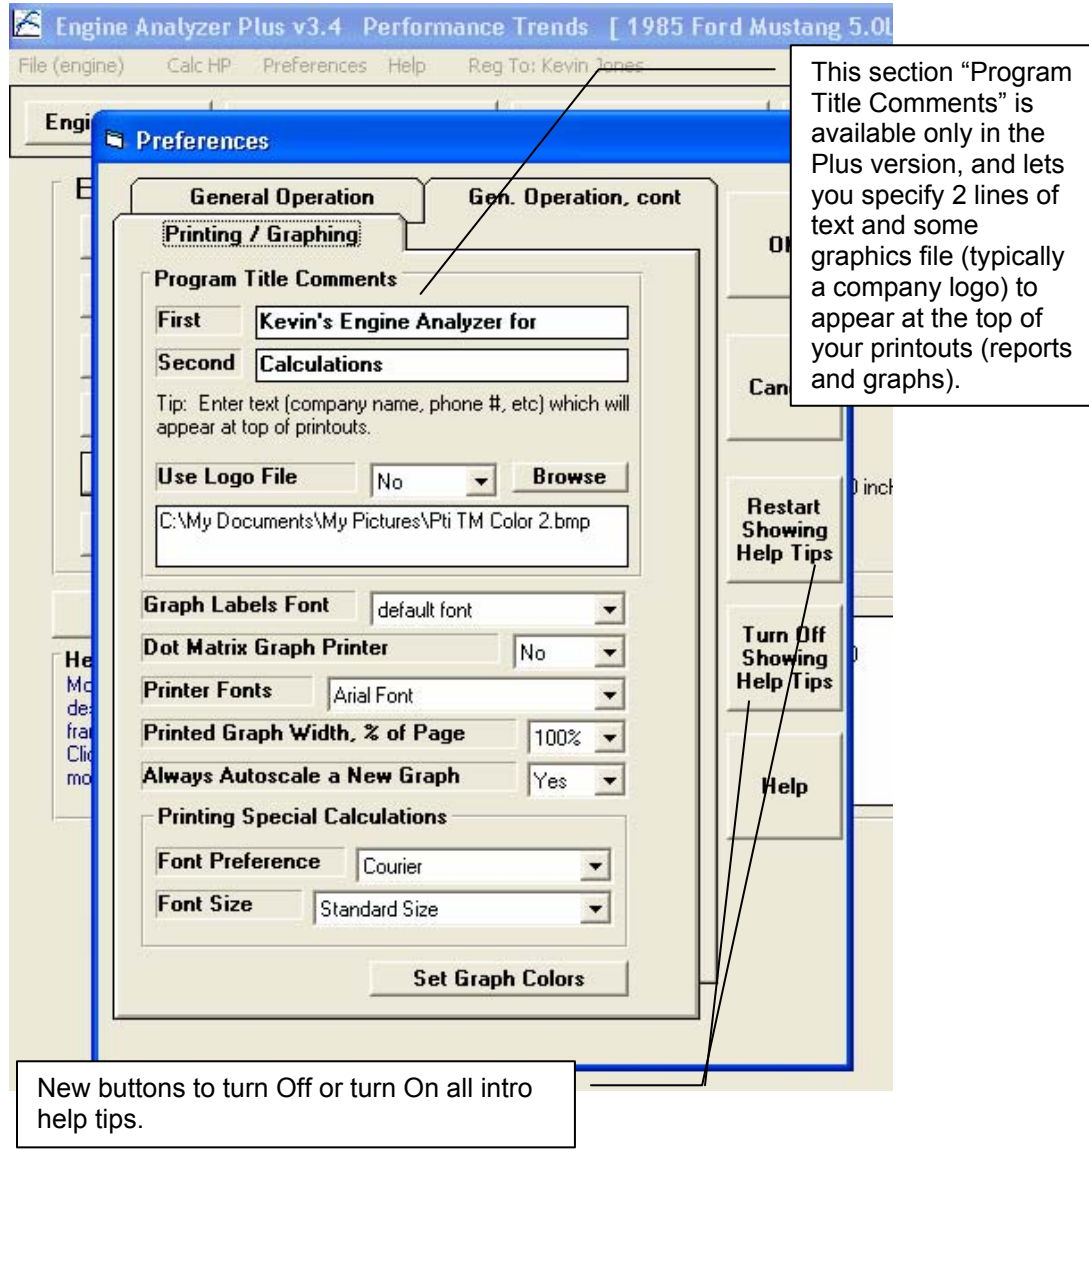 Engine Analyzer Plus v3.4 Performance Trends [ 1985 Ford Mustang 5.0L
File (engine) Calc HP Preferences Help Reg To: Kevin Jones
This section “Program
Title Comments” is
available only in the
Plus version, and lets
you specify 2 lines of
text and some
graphics file (typically
a company logo) to
appear at the top of
your printouts (reports
and graphs).
Engi
Preferences
E
General Operation
Gen. Operation, cont
Printing / Graphing
Program Title Comments
First
Kevin's Engine Analyzer for
Second
Calculations
Tip: Enter text (company name, phone #, etc) which will
appear at top of printouts.
Use Logo File
No
Browse
C:\My Documents\My Pictures\Pti TM Color 2.bmp
Graph Labels Font
default font
Dot Matrix Graph Printer
No
Printer Fonts
Arial Font
Printed Graph Width, % of Page
100%
Always Autoscale a New Graph
Yes
Printing Special Calculations
Font Preference
Courier
Font Size
Standard Size
Set Graph Colors
Restart
Showing
Help Tips
Turn Off
Showing
Help Tips
Help
He
Mo
de
fra
Clic
mo
inch
New buttons to turn Off or turn On all intro
help tips.